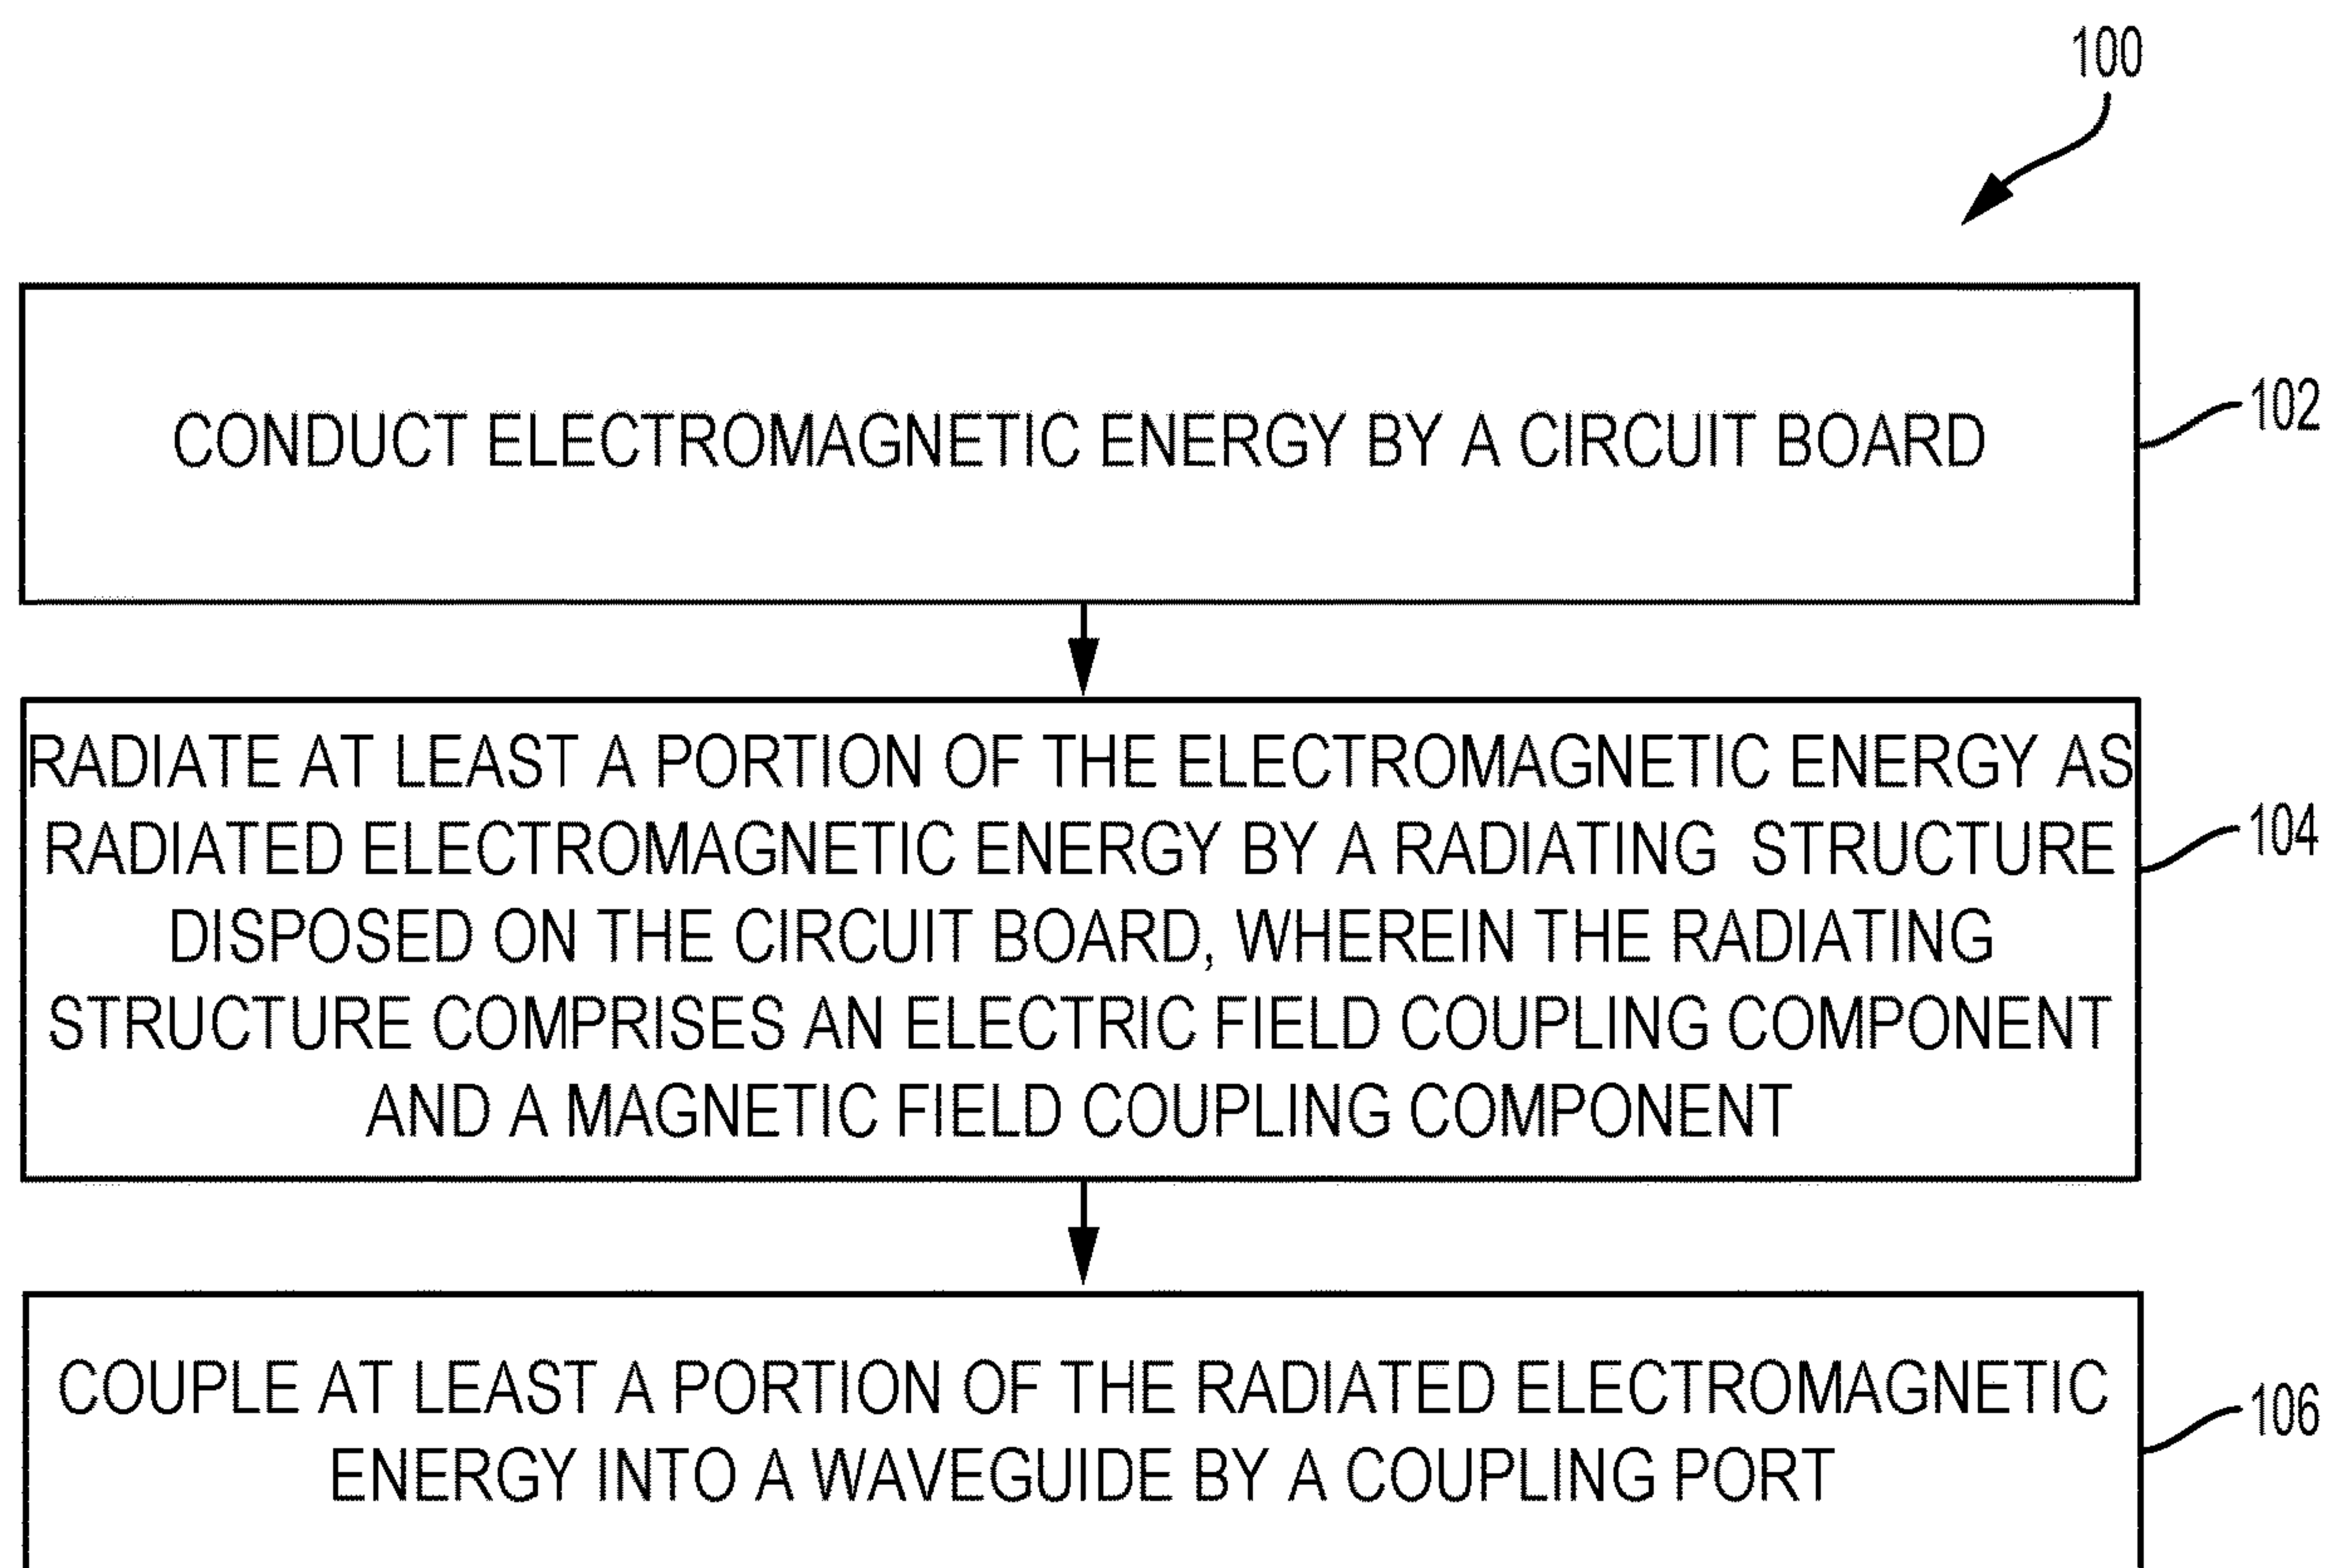 100
CONDUCT ELECTROMAGNETIC ENERGY BY A CIRCUIT BOARD
102
RADIATE AT LEAST A PORTION OF THE ELECTROMAGNETIC ENERGY AS
RADIATED ELECTROMAGNETIC ENERGY BY A RADIATING STRUCTURE
DISPOSED ON THE CIRCUIT BOARD, WHEREIN THE RADIATING
STRUCTURE COMPRISES AN ELECTRIC FIELD COUPLING COMPONENT
AND A MAGNETIC FIELD COUPLING COMPONENT
104
COUPLE AT LEAST A PORTION OF THE RADIATED ELECTROMAGNETIC
ENERGY INTO A WAVEGUIDE BY A COUPLING PORT
106